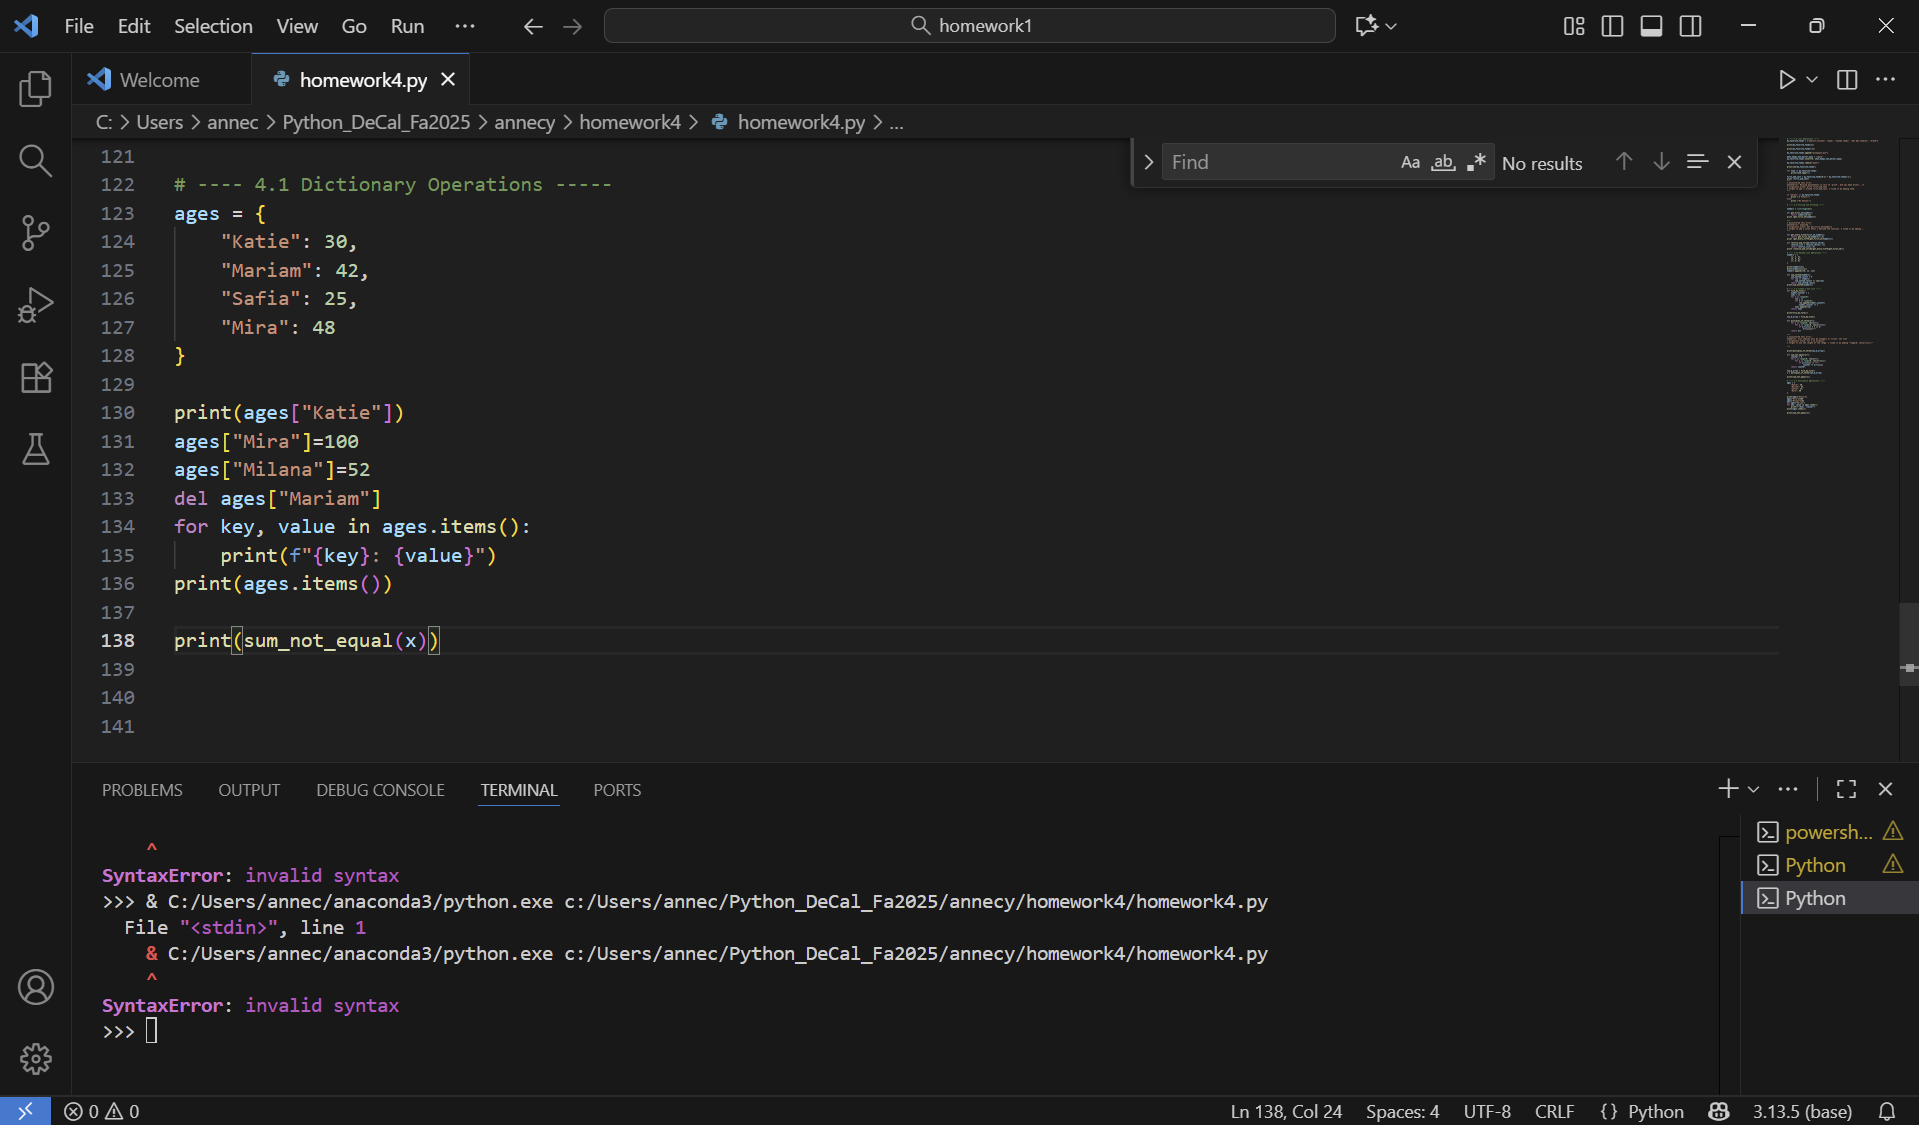 File Edit Selection View Go Run ··· homework1
Welcome homework4.py
C: > Users > annec > Python_DeCal_Fa2025 > annecy > homework4 > homework4.py > ...
Find Aa ab .* No results
121
122 # ---- 4.1 Dictionary Operations -----
123 ages = {
124 "Katie": 30,
125 "Mariam": 42,
126 "Safia": 25,
127 "Mira": 48
128 }
129
130 print(ages["Katie"])
131 ages["Mira"]=100
132 ages["Milana"]=52
133 del ages["Mariam"]
134 for key, value in ages.items():
135 print(f"{key}: {value}")
136 print(ages.items())
137
138 print(sum_not_equal(x))
139
140
141
PROBLEMS OUTPUT DEBUG CONSOLE TERMINAL PORTS
^
SyntaxError: invalid syntax
>>> & C:/Users/annec/anaconda3/python.exe c:/Users/annec/Python_DeCal_Fa2025/annecy/homework4/homework4.py
File "<stdin>", line 1
& C:/Users/annec/anaconda3/python.exe c:/Users/annec/Python_DeCal_Fa2025/annecy/homework4/homework4.py
^
SyntaxError: invalid syntax
>>>
powersh...
Python
Python
0 0 Ln 138, Col 24 Spaces: 4 UTF-8 CRLF {} Python 3.13.5 (base)